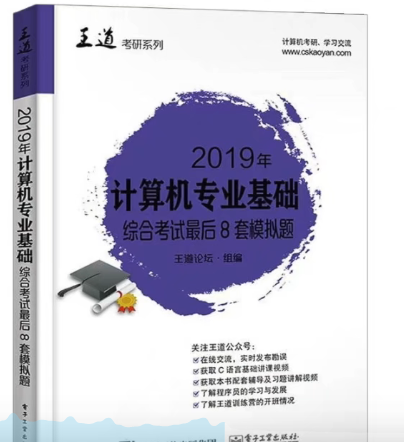 王道考研系列
2019年计算机专业基础 综合考试最后8套模拟题
电子工业出版社
王道 考研系列
计算机考研、学习交流
www.cskaoyan.com
2019年
计算机专业基础
综合考试最后8套模拟题
王道论坛·组编
关注王道公众号:
在线交流,实时发布勘误
获取C语言基础讲课视频
获取本书配套辅导及习题讲解视频
了解程序员的学习与发展
了解王道训练营的开班情况
电子工业出版社